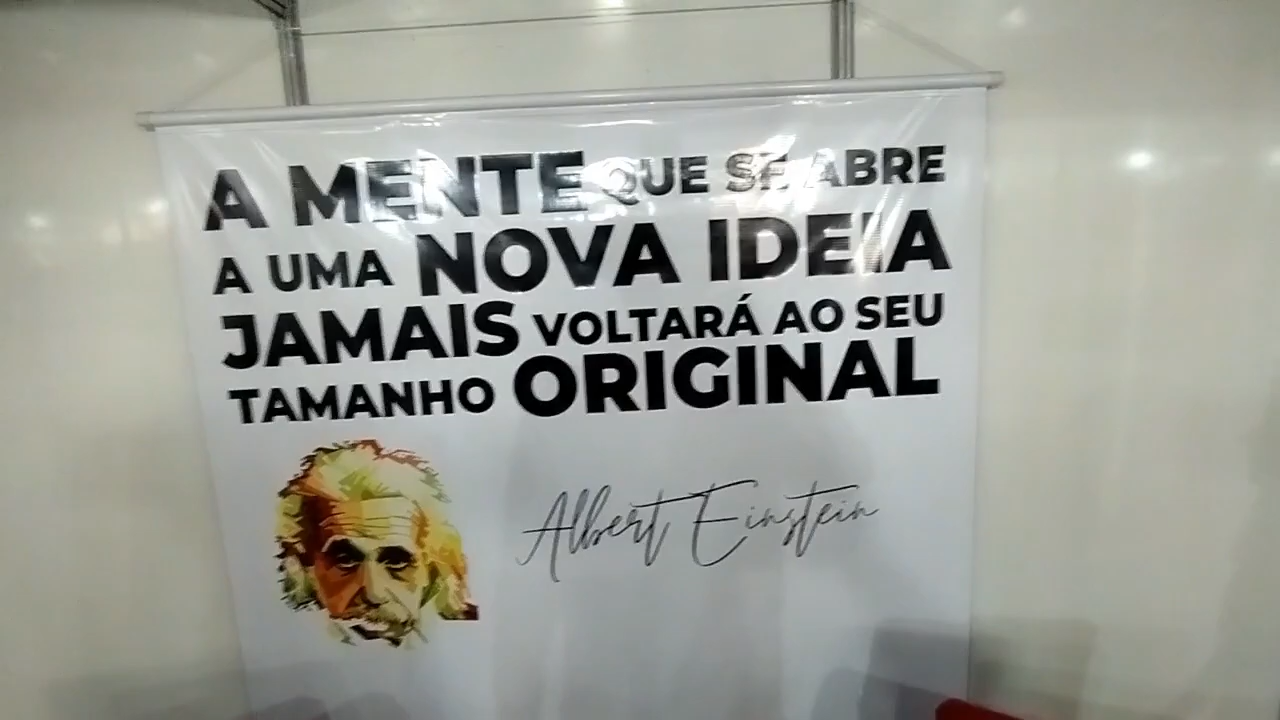 A MENTE QUE SE ABRE
A UMA NOVA IDEIA
JAMAIS VOLTARÁ AO SEU
TAMANHO ORIGINAL
Albert Einstein